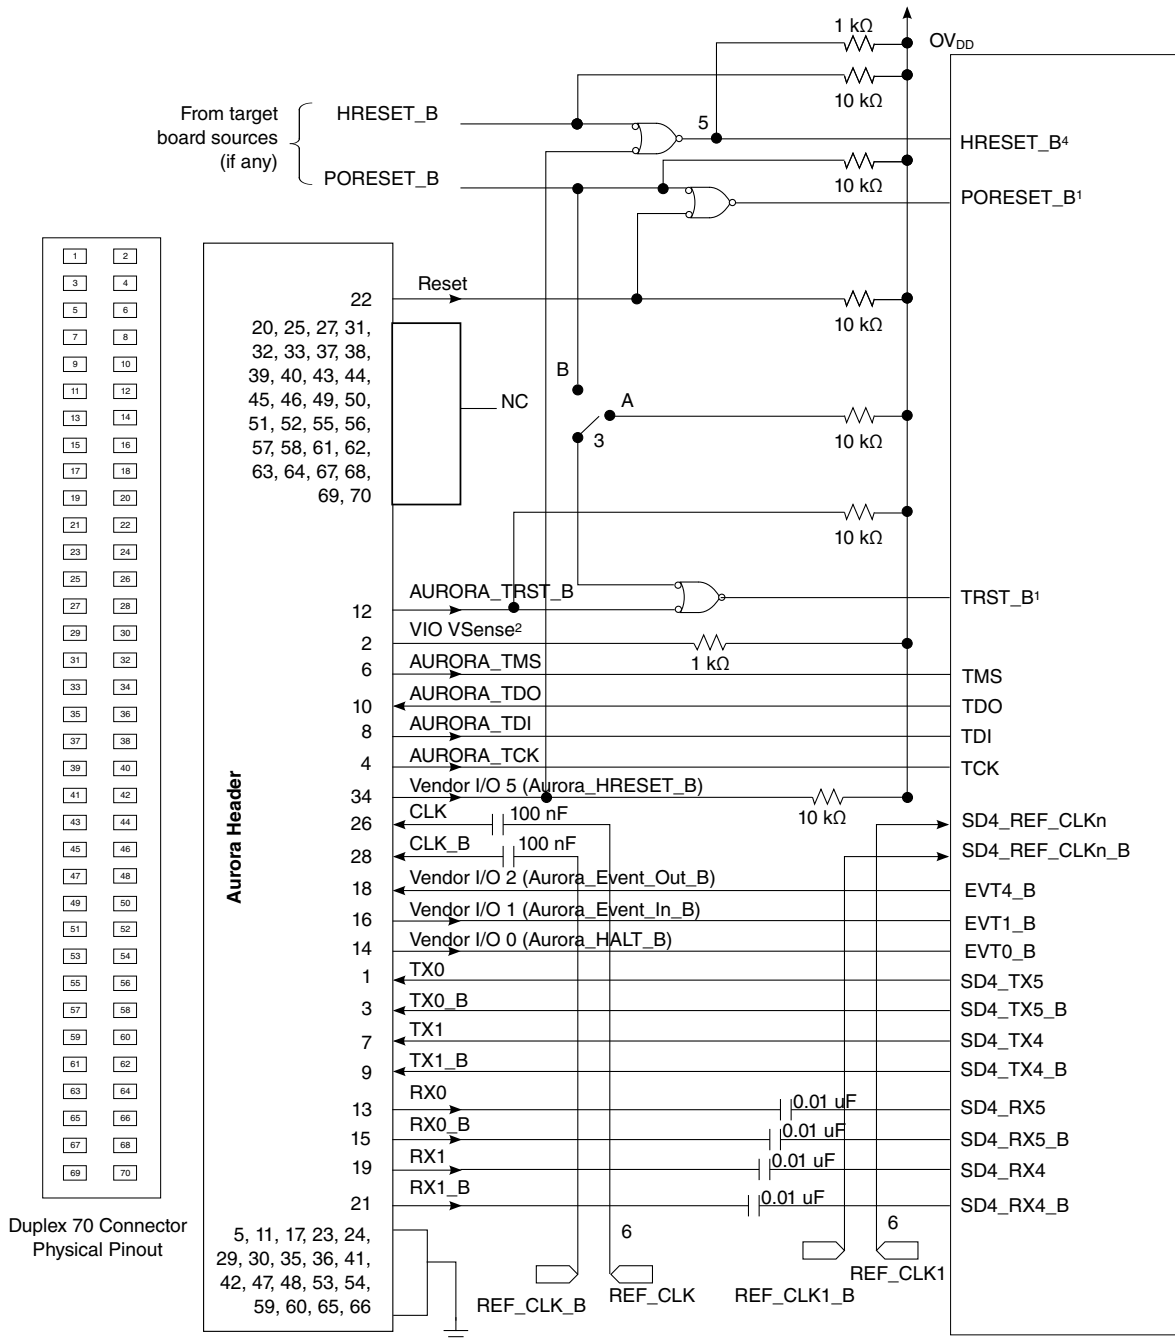 1 kΩ
OVDD
10 kΩ
From target
board sources
(if any)
HRESET_B
5
HRESET_B4
10 kΩ
PORESET_B
PORESET_B1
1 2
3 4
5 6
7 8
9 10
11 12
13 14
15 16
17 18
19 20
21 22
23 24
25 26
27 28
29 30
31 32
33 34
35 36
37 38
39 40
41 42
43 44
45 46
47 48
49 50
51 52
53 54
55 56
57 58
59 60
61 62
63 64
65 66
67 68
69 70
Duplex 70 Connector
Physical Pinout
Aurora Header
22
Reset
10 kΩ
20, 25, 27, 31,
32, 33, 37, 38,
39, 40, 43, 44,
45, 46, 49, 50,
51, 52, 55, 56,
57, 58, 61, 62,
63, 64, 67, 68,
69, 70
NC
B
A
3
10 kΩ
10 kΩ
12
AURORA_TRST_B
TRST_B1
2
VIO VSense2
1 kΩ
6
AURORA_TMS
TMS
10
AURORA_TDO
TDO
8
AURORA_TDI
TDI
4
AURORA_TCK
TCK
34
Vendor I/O 5 (Aurora_HRESET_B)
10 kΩ
26
CLK
100 nF
SD4_REF_CLKn
28
CLK_B
100 nF
SD4_REF_CLKn_B
18
Vendor I/O 2 (Aurora_Event_Out_B)
EVT4_B
16
Vendor I/O 1 (Aurora_Event_In_B)
EVT1_B
14
Vendor I/O 0 (Aurora_HALT_B)
EVT0_B
1
TX0
SD4_TX5
3
TX0_B
SD4_TX5_B
7
TX1
SD4_TX4
9
TX1_B
SD4_TX4_B
13
RX0
0.01 uF
SD4_RX5
15
RX0_B
0.01 uF
SD4_RX5_B
19
RX1
0.01 uF
SD4_RX4
21
RX1_B
0.01 uF
SD4_RX4_B
5, 11, 17, 23, 24,
29, 30, 35, 36, 41,
42, 47, 48, 53, 54,
59, 60, 65, 66
6
6
REF_CLK_B
REF_CLK
REF_CLK1_B
REF_CLK1